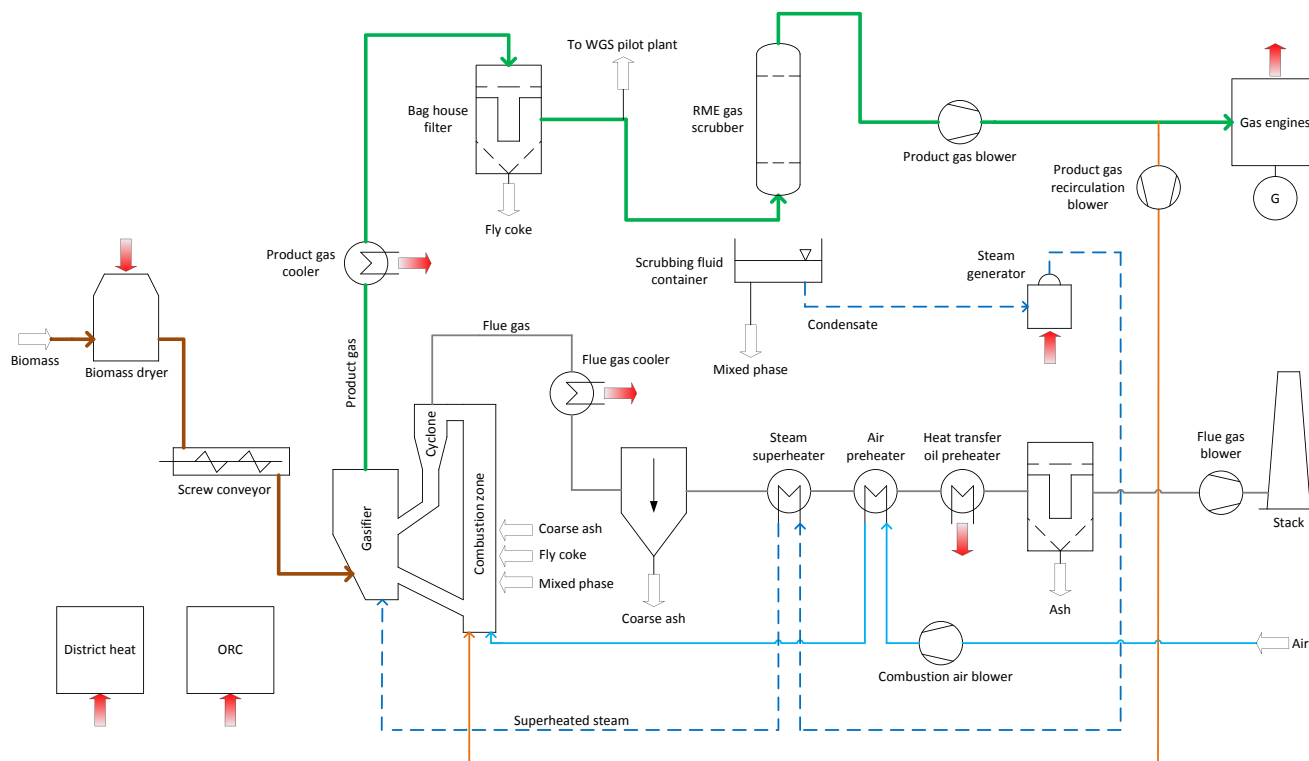 To WGS pilot plant
Bag house
filter
RME gas
scrubber
Gas engines
Product gas blower
Product gas
recirculation
blower
G
Fly coke
Product gas
cooler
Scrubbing fluid
container
Steam
generator
Condensate
Biomass
Biomass dryer
Product gas
Flue gas
Flue gas cooler
Mixed phase
Cyclone
Steam
superheater
Air
preheater
Heat transfer
oil preheater
Flue gas
blower
Screw conveyor
Gasifier
Combustion zone
Coarse ash
Fly coke
Mixed phase
Stack
Coarse ash
Ash
District heat
ORC
Air
Combustion air blower
Superheated steam